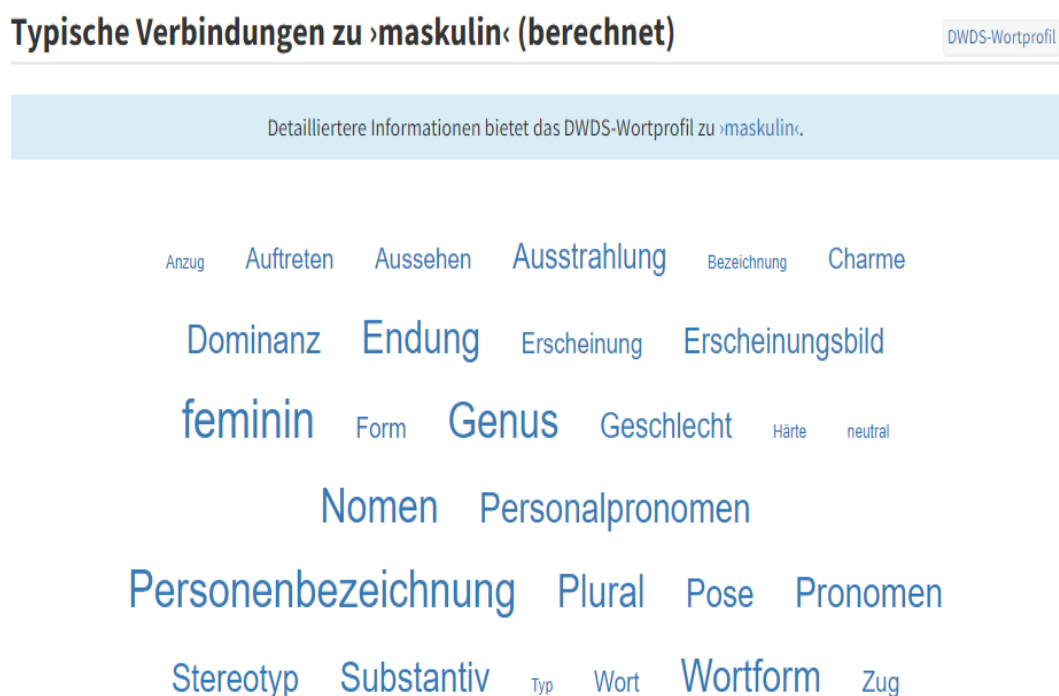 Typische Verbindungen zu ›maskulin‹ (berechnet)
DWDS-Wortprofil
Detailliertere Informationen bietet das DWDS-Wortprofil zu ›maskulin‹.
Anzug Auftreten Aussehen Ausstrahlung Bezeichnung Charme
Dominanz Endung Erscheinung Erscheinungsbild
feminin Form Genus Geschlecht Härte neutral
Nomen Personalpronomen
Personenbezeichnung Plural Pose Pronomen
Stereotyp Substantiv Typ Wort Wortform Zug